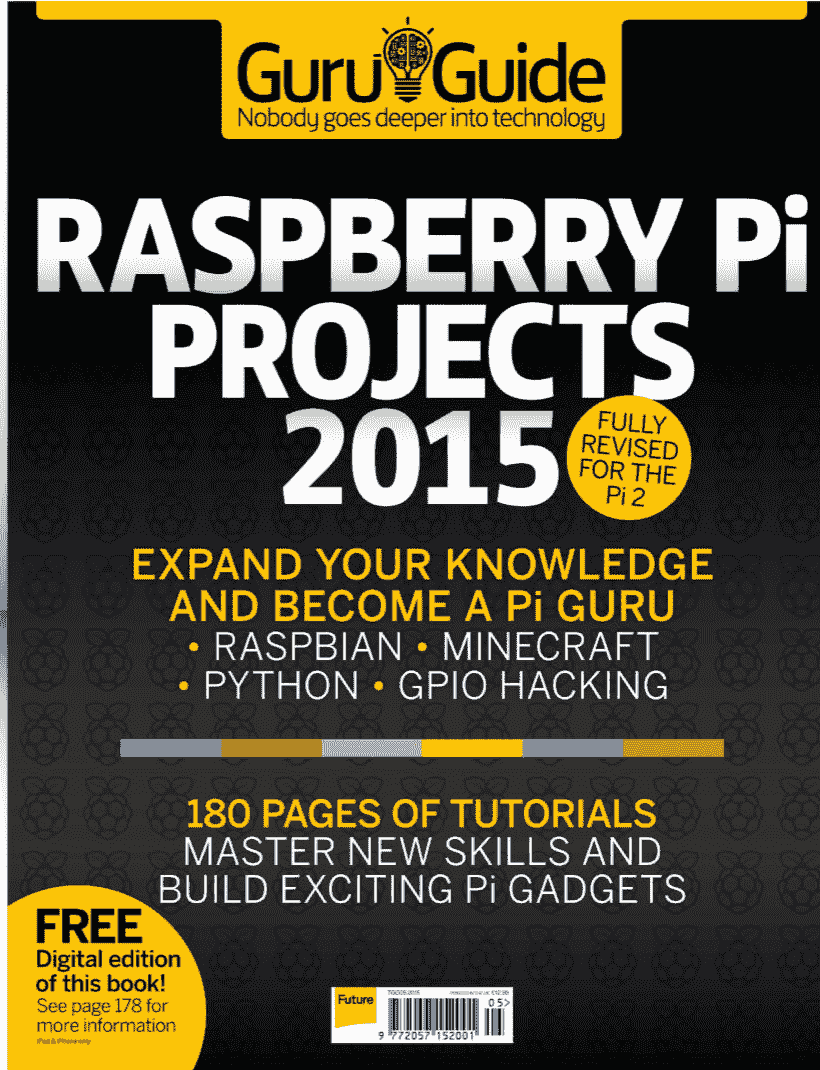 Guru Guide
Nobody goes deeper into technology
RASPBERRY Pi
PROJECTS
2015
FULLY
REVISED
FOR THE
Pi 2
EXPAND YOUR KNOWLEDGE
AND BECOME A Pi GURU
• RASPBIAN • MINECRAFT
• PYTHON • GPIO HACKING
180 PAGES OF TUTORIALS
MASTER NEW SKILLS AND
BUILD EXCITING Pi GADGETS
FREE
Digital edition
of this book!
See page 178 for
more information
iPad & iPhone only
Future
05>
9 772057 152001